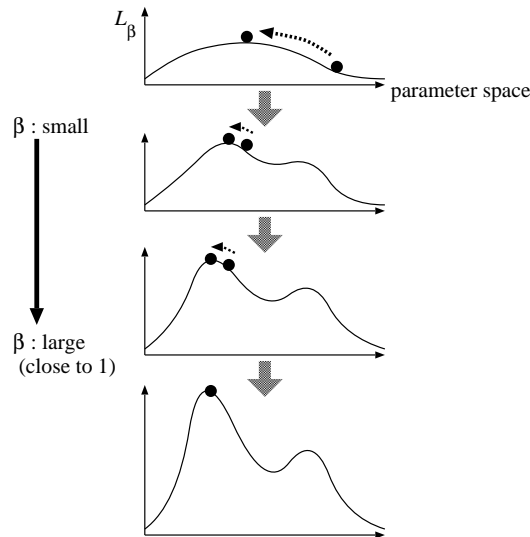 L_β
parameter space
β : small
β : large
(close to 1)